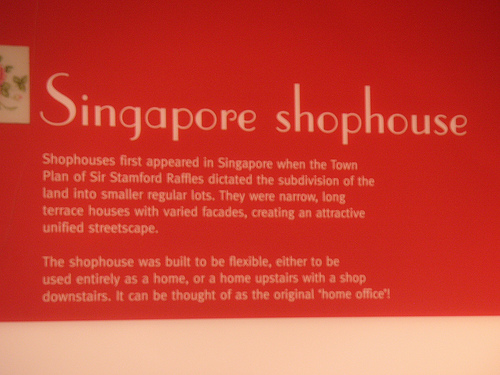 Singapore shophouse
Shophouses first appeared in Singapore when the Town
Plan of Sir Stamford Raffles dictated the subdivision of the
land into smaller regular lots. They were narrow, long
terrace houses with varied facades, creating an attractive
unified streetscape.
The shophouse was built to be flexible, either to be
used entirely as a home, or a home upstairs with a shop
downstairs. It can be thought of as the original "home office"!